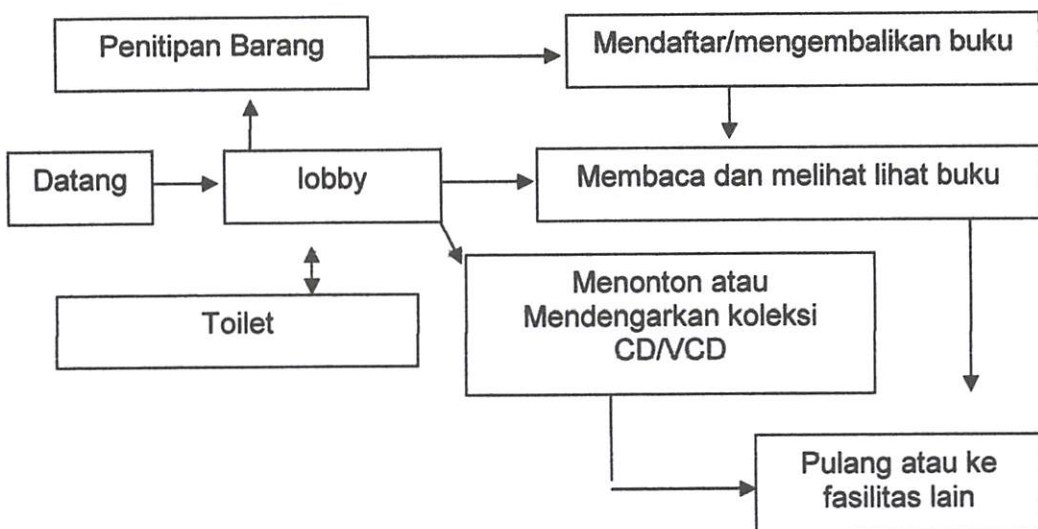 Penitipan Barang
Mendaftar/mengembalikan buku
Datang
lobby
Membaca dan melihat lihat buku
Toilet
Menonton atau
Mendengarkan koleksi
CD/VCD
Pulang atau ke
fasilitas lain